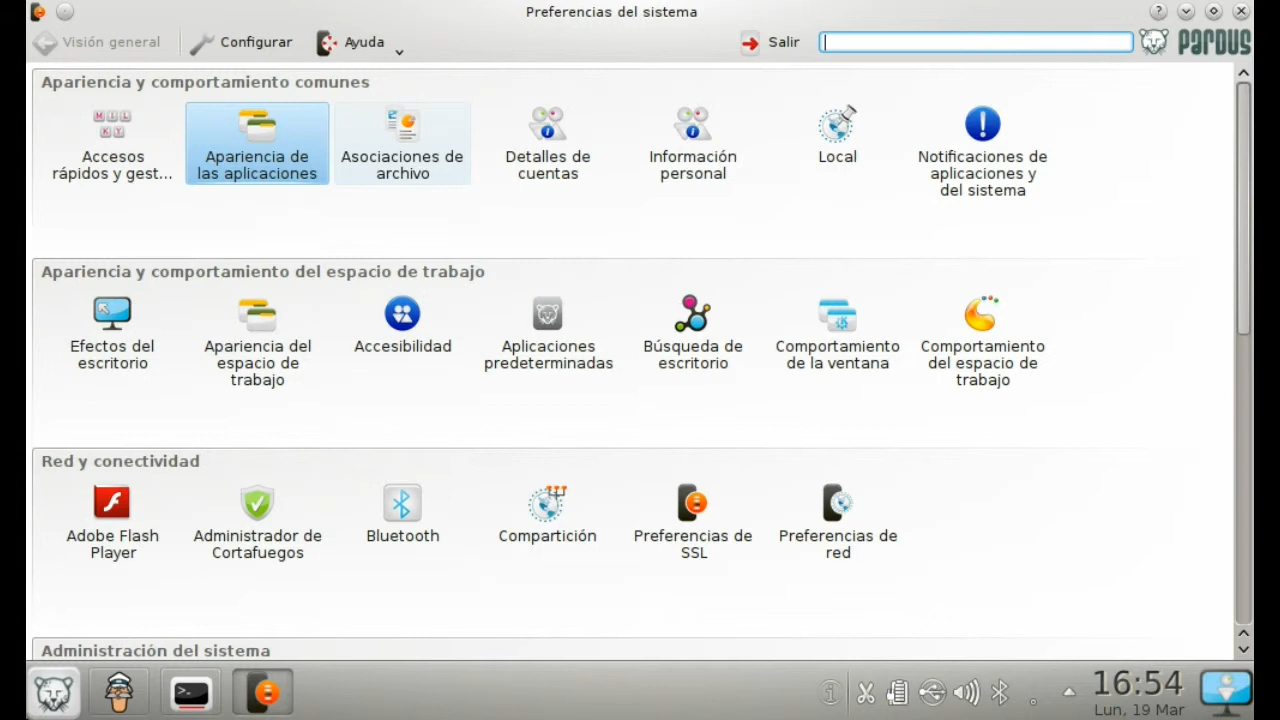 Preferencias del sistema
Visión general
Configurar
Ayuda
Salir
PARDUS
Apariencia y comportamiento comunes
M I L
K Y
Accesos
rápidos y gest...
Apariencia de
las aplicaciones
Asociaciones de
archivo
Detalles de
cuentas
Información
personal
Local
Notificaciones de
aplicaciones y
del sistema
Apariencia y comportamiento del espacio de trabajo
Efectos del
escritorio
Apariencia del
espacio de
trabajo
Accesibilidad
Aplicaciones
predeterminadas
Búsqueda de
escritorio
Comportamiento
de la ventana
Comportamiento
del espacio de
trabajo
Red y conectividad
Adobe Flash
Player
Administrador de
Cortafuegos
Bluetooth
Compartición
Preferencias de
SSL
Preferencias de
red
Administración del sistema
16:54
Lun, 19 Mar